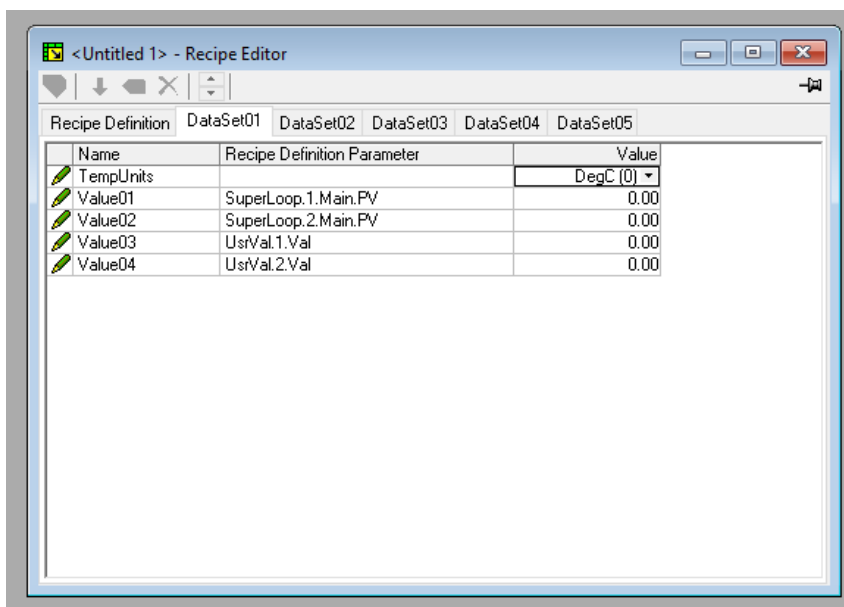 <Untitled 1> - Recipe Editor
Recipe Definition DataSet01 DataSet02 DataSet03 DataSet04 DataSet05
Name Recipe Definition Parameter Value
TempUnits DegC (0)
Value01 SuperLoop.1.Main.PV 0.00
Value02 SuperLoop.2.Main.PV 0.00
Value03 UsrVal.1.Val 0.00
Value04 UsrVal.2.Val 0.00